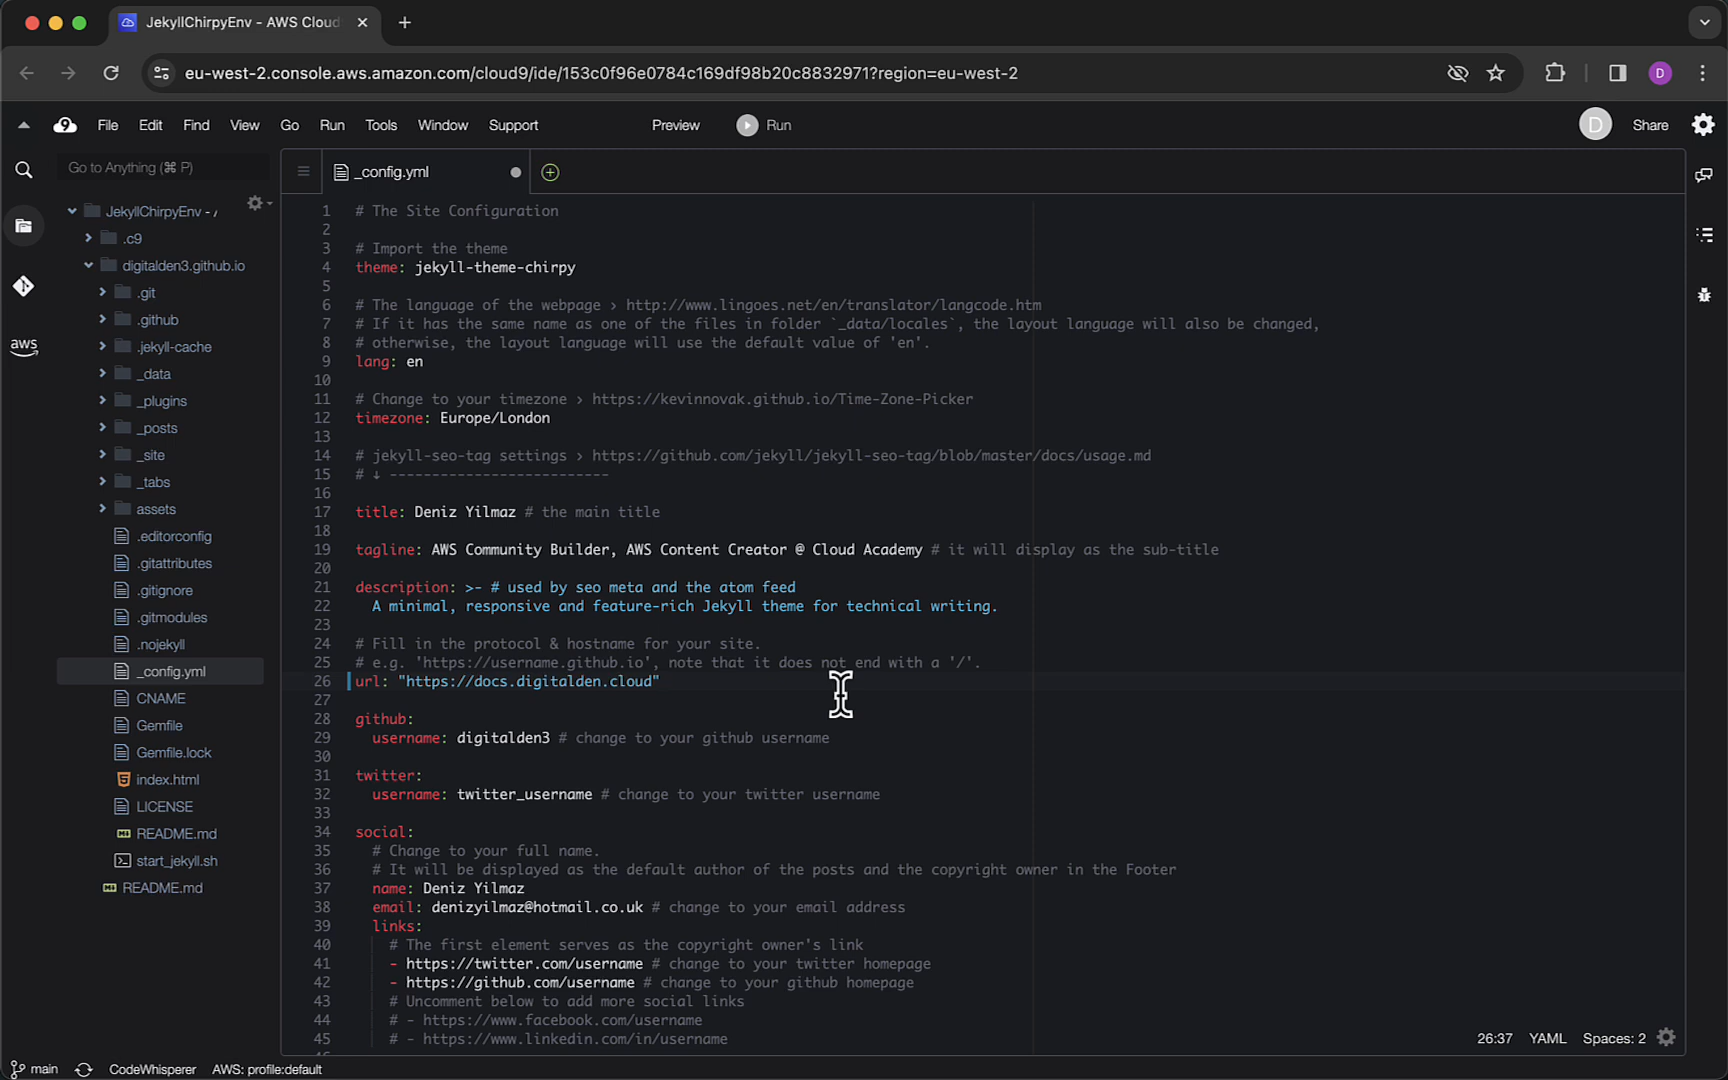 JekyllChirpyEnv - AWS Cloud
eu-west-2.console.aws.amazon.com/cloud9/ide/153c0f96e0784c169df98b20c8832971?region=eu-west-2
D
9 File Edit Find View Go Run Tools Window Support Preview Run D Share
Go to Anything (⌘ P)
_config.yml
JekyllChirpyEnv - /
.c9
digitalden3.github.io
.git
.github
.jekyll-cache
_data
_plugins
_posts
_site
_tabs
assets
.editorconfig
.gitattributes
.gitignore
.gitmodules
.nojekyll
_config.yml
CNAME
Gemfile
Gemfile.lock
index.html
LICENSE
README.md
start_jekyll.sh
README.md
aws
1 # The Site Configuration
2
3 # Import the theme
4 theme: jekyll-theme-chirpy
5
6 # The language of the webpage › http://www.lingoes.net/en/translator/langcode.htm
7 # If it has the same name as one of the files in folder `_data/locales`, the layout language will also be changed,
8 # otherwise, the layout language will use the default value of 'en'.
9 lang: en
10
11 # Change to your timezone › https://kevinnovak.github.io/Time-Zone-Picker
12 timezone: Europe/London
13
14 # jekyll-seo-tag settings › https://github.com/jekyll/jekyll-seo-tag/blob/master/docs/usage.md
15 # ↓ --------------------------
16
17 title: Deniz Yilmaz # the main title
18
19 tagline: AWS Community Builder, AWS Content Creator @ Cloud Academy # it will display as the sub-title
20
21 description: >- # used by seo meta and the atom feed
22 A minimal, responsive and feature-rich Jekyll theme for technical writing.
23
24 # Fill in the protocol & hostname for your site.
25 # e.g. 'https://username.github.io', note that it does not end with a '/'.
26 url: "https://docs.digitalden.cloud"
27
28 github:
29 username: digitalden3 # change to your github username
30
31 twitter:
32 username: twitter_username # change to your twitter username
33
34 social:
35 # Change to your full name.
36 # It will be displayed as the default author of the posts and the copyright owner in the Footer
37 name: Deniz Yilmaz
38 email: denizyilmaz@hotmail.co.uk # change to your email address
39 links:
40 # The first element serves as the copyright owner's link
41 - https://twitter.com/username # change to your twitter homepage
42 - https://github.com/username # change to your github homepage
43 # Uncomment below to add more social links
44 # - https://www.facebook.com/username
45 # - https://www.linkedin.com/in/username
26:37 YAML Spaces: 2
main CodeWhisperer AWS: profile:default